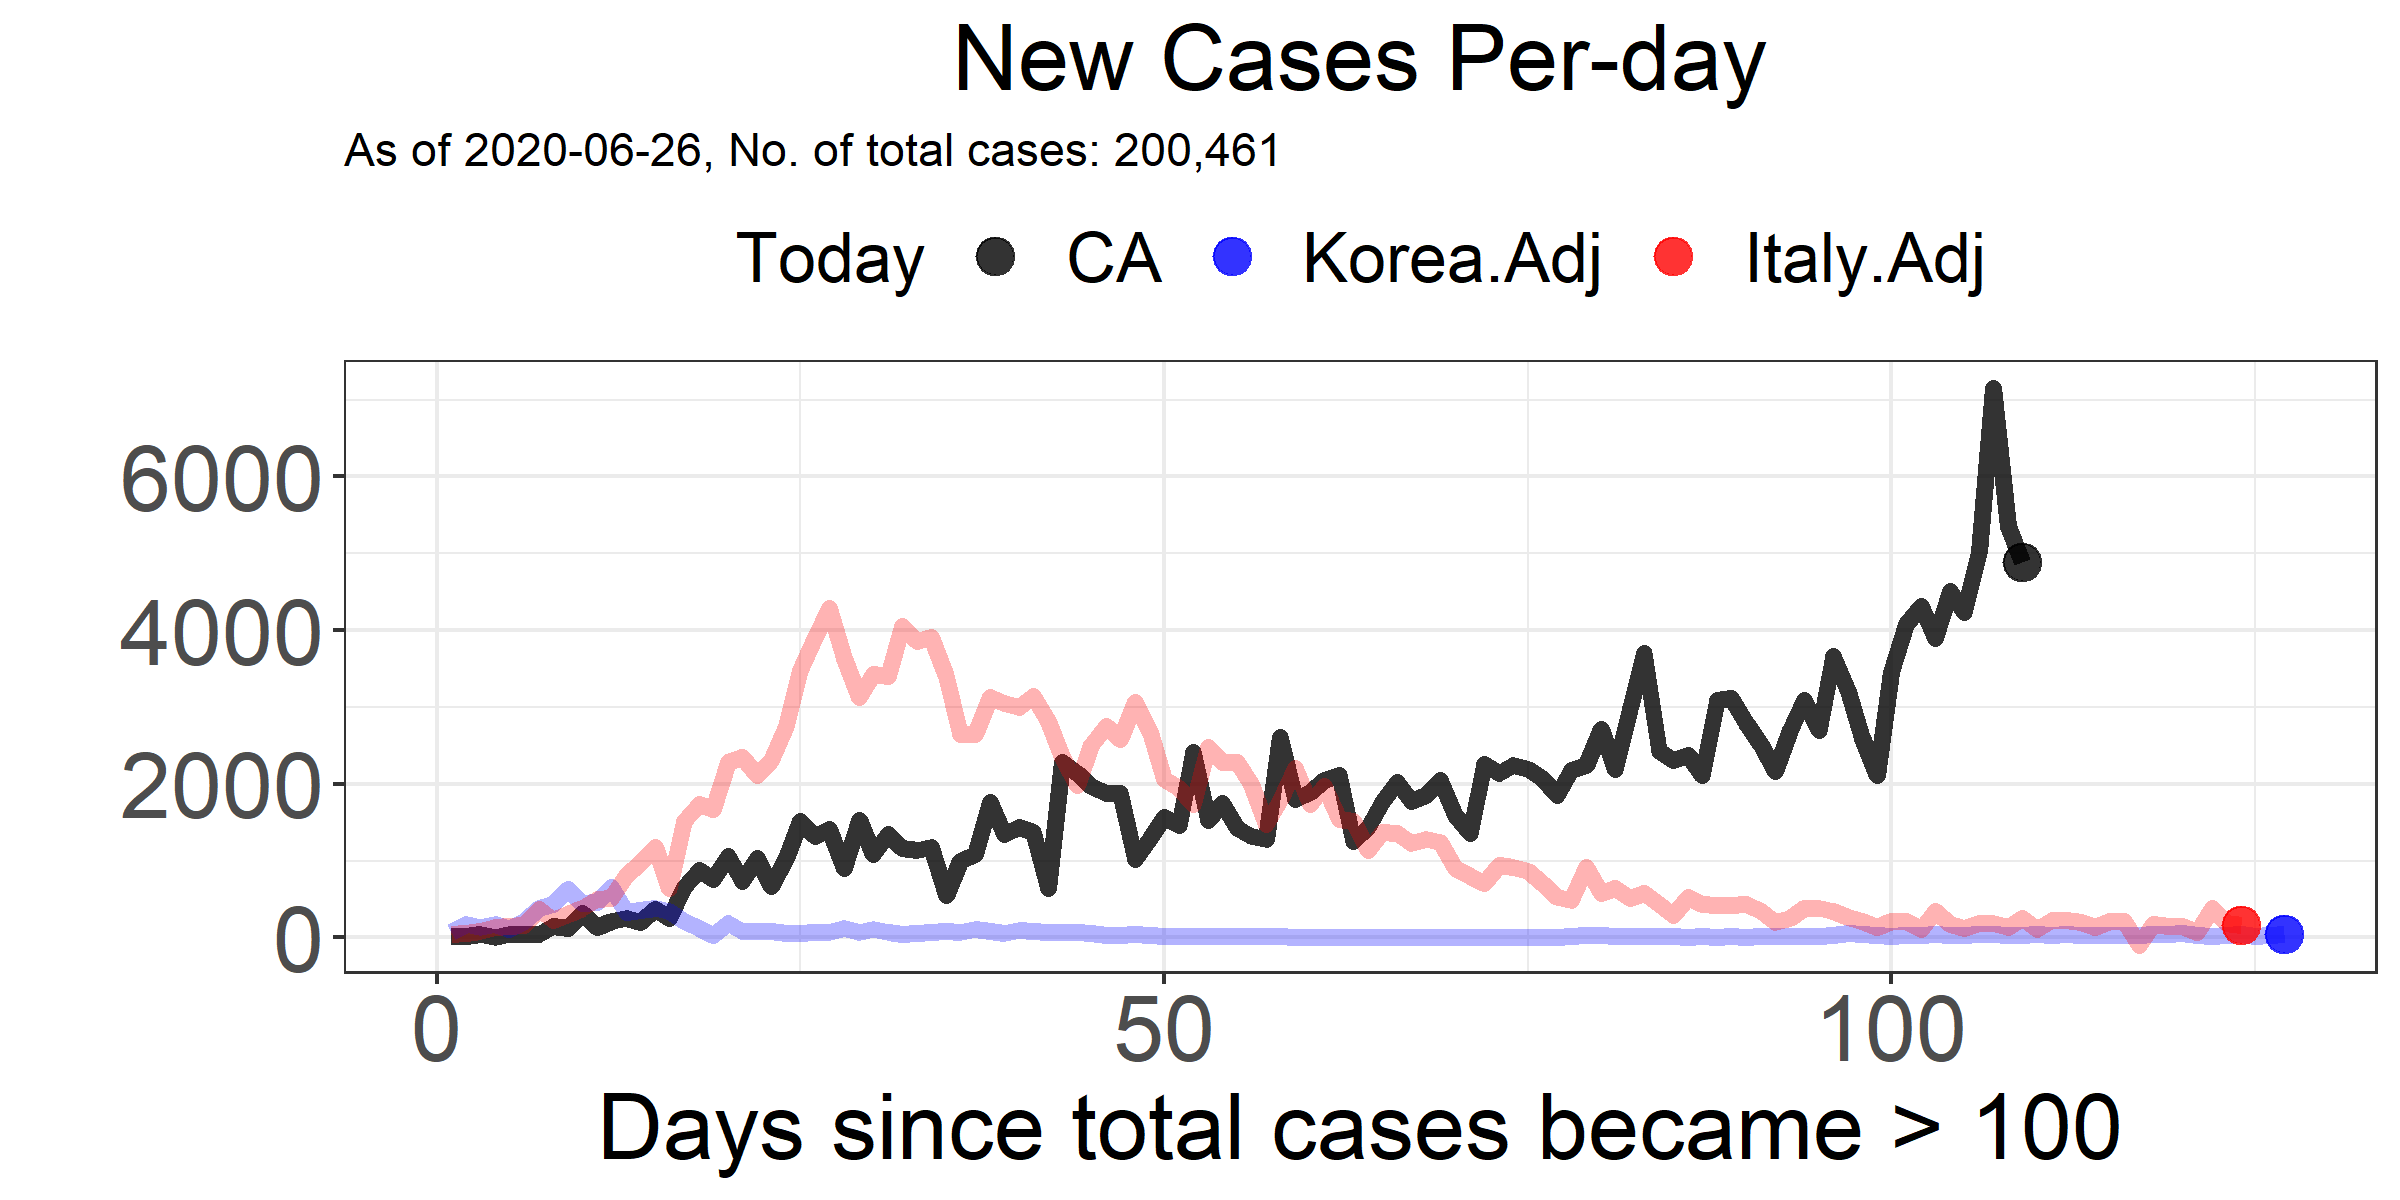 New Cases Per-day
As of 2020-06-26, No. of total cases: 200,461
Today CA Korea.Adj Italy.Adj
6000
4000
2000
0
0 50 100
Days since total cases became > 100